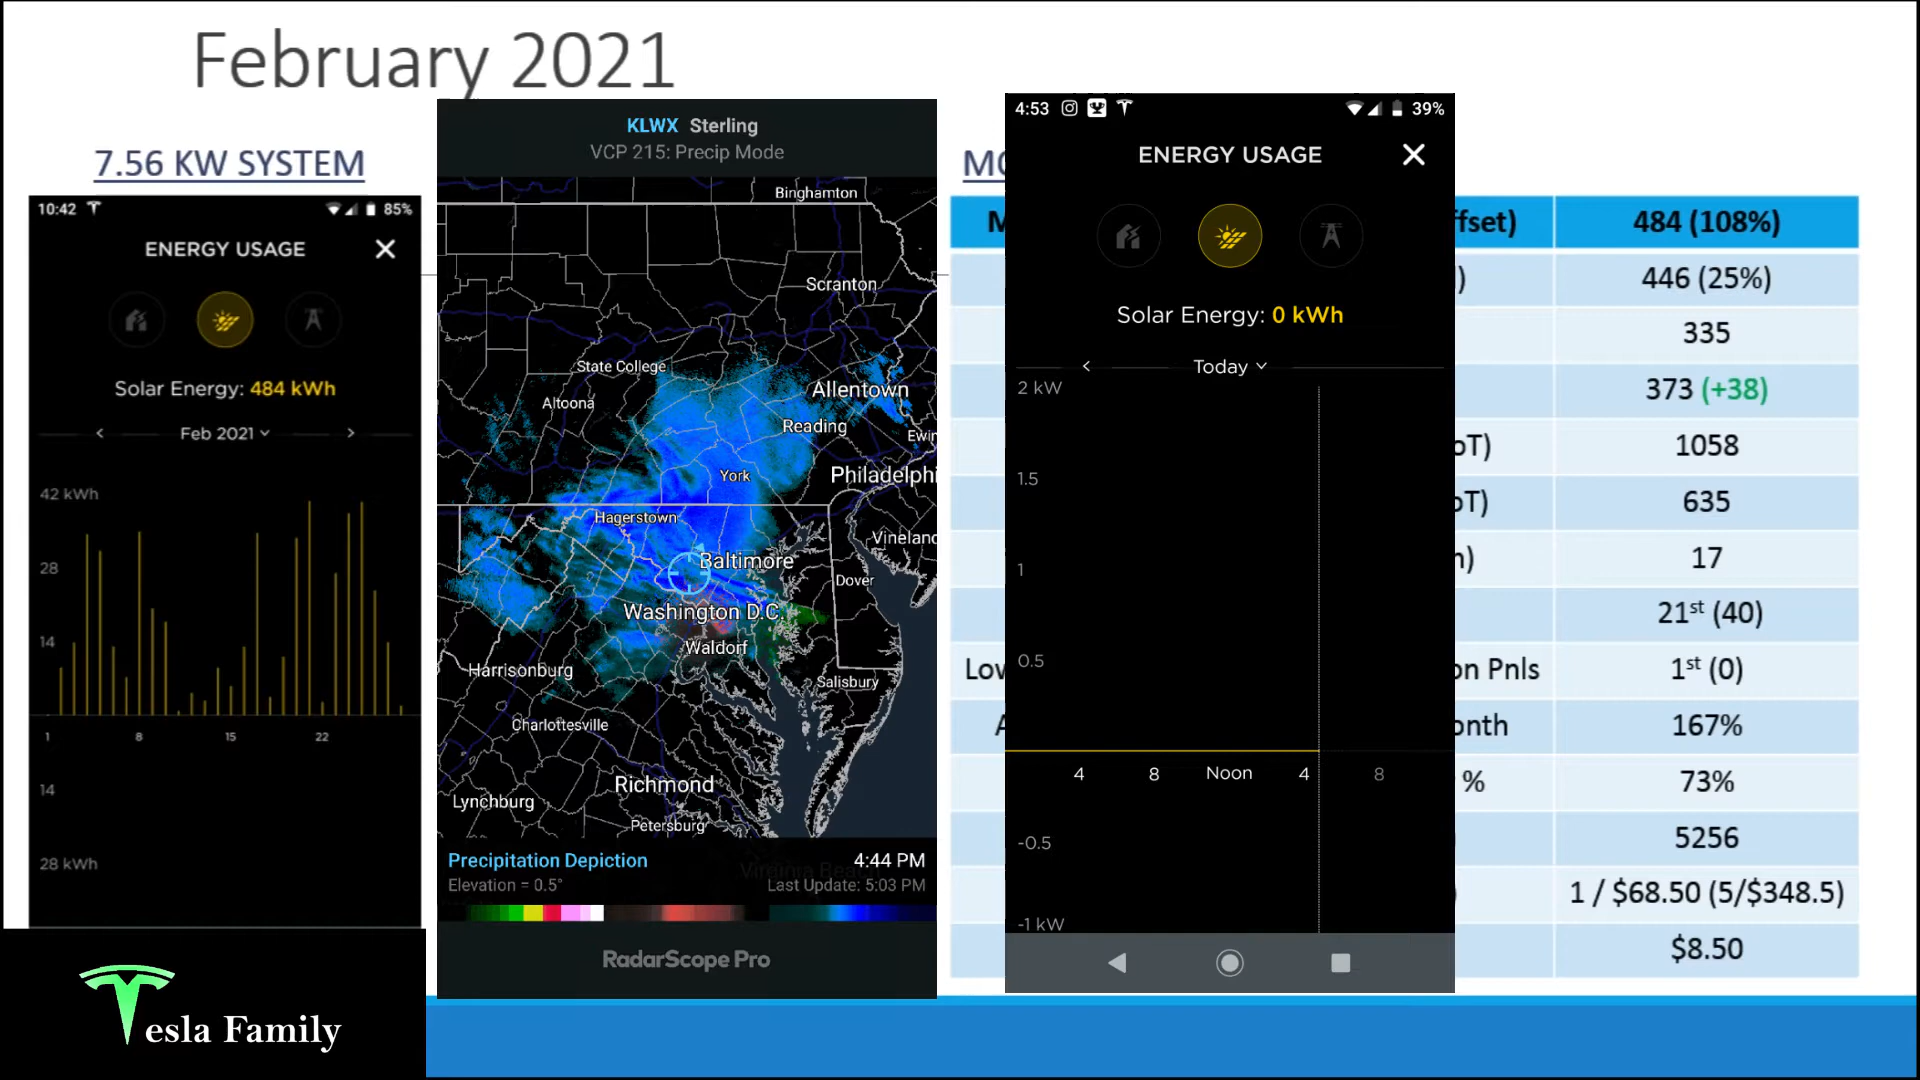 February 2021
7.56 KW SYSTEM
10:42 85%
ENERGY USAGE
Solar Energy: 484 kWh
Feb 2021
42 kWh
28
14
1 8 15 22
14
28 kWh
esla Family
KLWX Sterling
VCP 215: Precip Mode
Binghamton
Scranton
State College
Allentown
Altoona
Reading
Ewin
York
Philadelphi
Hagerstown
Vineland
Baltimore
Dover
Washington D.C.
Waldorf
Harrisonburg
Salisbury
Charlottesville
Richmond
Lynchburg
Petersburg
Virginia Beach
Precipitation Depiction 4:44 PM
Elevation = 0.5° Last Update: 5:03 PM
RadarScope Pro
4:53 39%
ENERGY USAGE
Solar Energy: 0 kWh
Today
2 kW
1.5
1
0.5
4 8 Noon 4 8
-0.5
-1 kW
MO
M ffset) 484 (108%)
) 446 (25%)
335
373 (+38)
oT) 1058
oT) 635
n) 17
21st (40)
Low on Pnls 1st (0)
A onth 167%
% 73%
5256
) 1 / $68.50 (5/$348.5)
$8.50